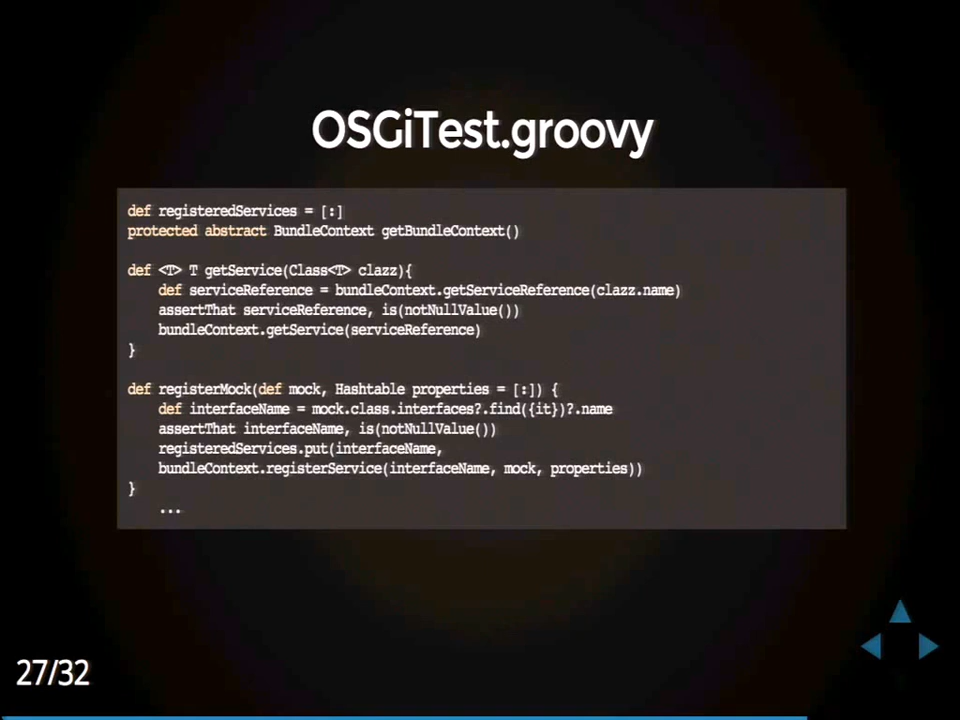 OSGiTest.groovy
def registeredServices = [:]
protected abstract BundleContext getBundleContext()
def <T> T getService(Class<T> clazz){
def serviceReference = bundleContext.getServiceReference(clazz.name)
assertThat serviceReference, is(notNullValue())
bundleContext.getService(serviceReference)
}
def registerMock(def mock, Hashtable properties = [:]) {
def interfaceName = mock.class.interfaces?.find({it})?.name
assertThat interfaceName, is(notNullValue())
registeredServices.put(interfaceName,
bundleContext.registerService(interfaceName, mock, properties))
}
...
27/32